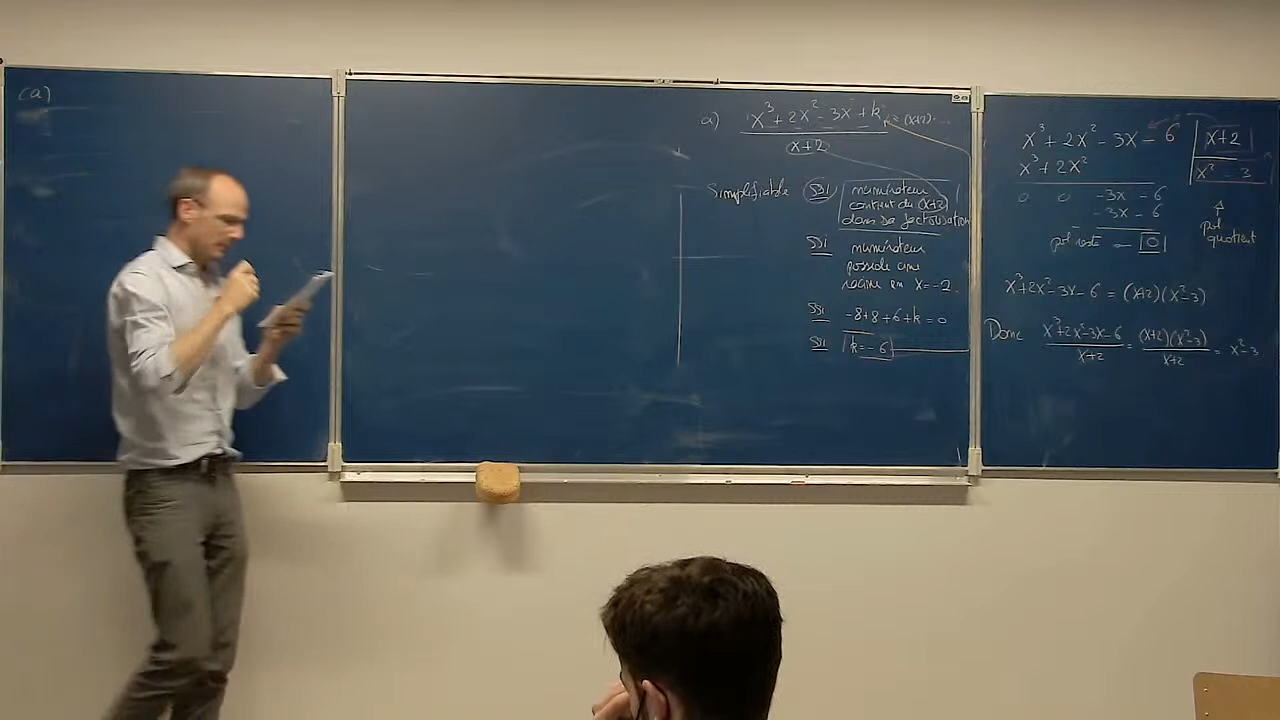 (a)
a) x³ + 2x² - 3x + k = (x+2)...
x+2
Simplifiable SSI numérateur
contient du (x+2)
dans sa factorisation
SSI numérateur
possède une
racine en x = -2.
SSI -8+8+6+k = 0
SSI k = -6
x³ + 2x² - 3x - 6 | x+2
x³ + 2x² x² - 3
0 0 -3x - 6
-3x - 6
pol reste = 0
pol quotient
x³+2x²-3x-6 = (x+2)(x²-3)
Donc x³+2x²-3x-6 / x+2 = (x+2)(x²-3) / x+2 = x²-3